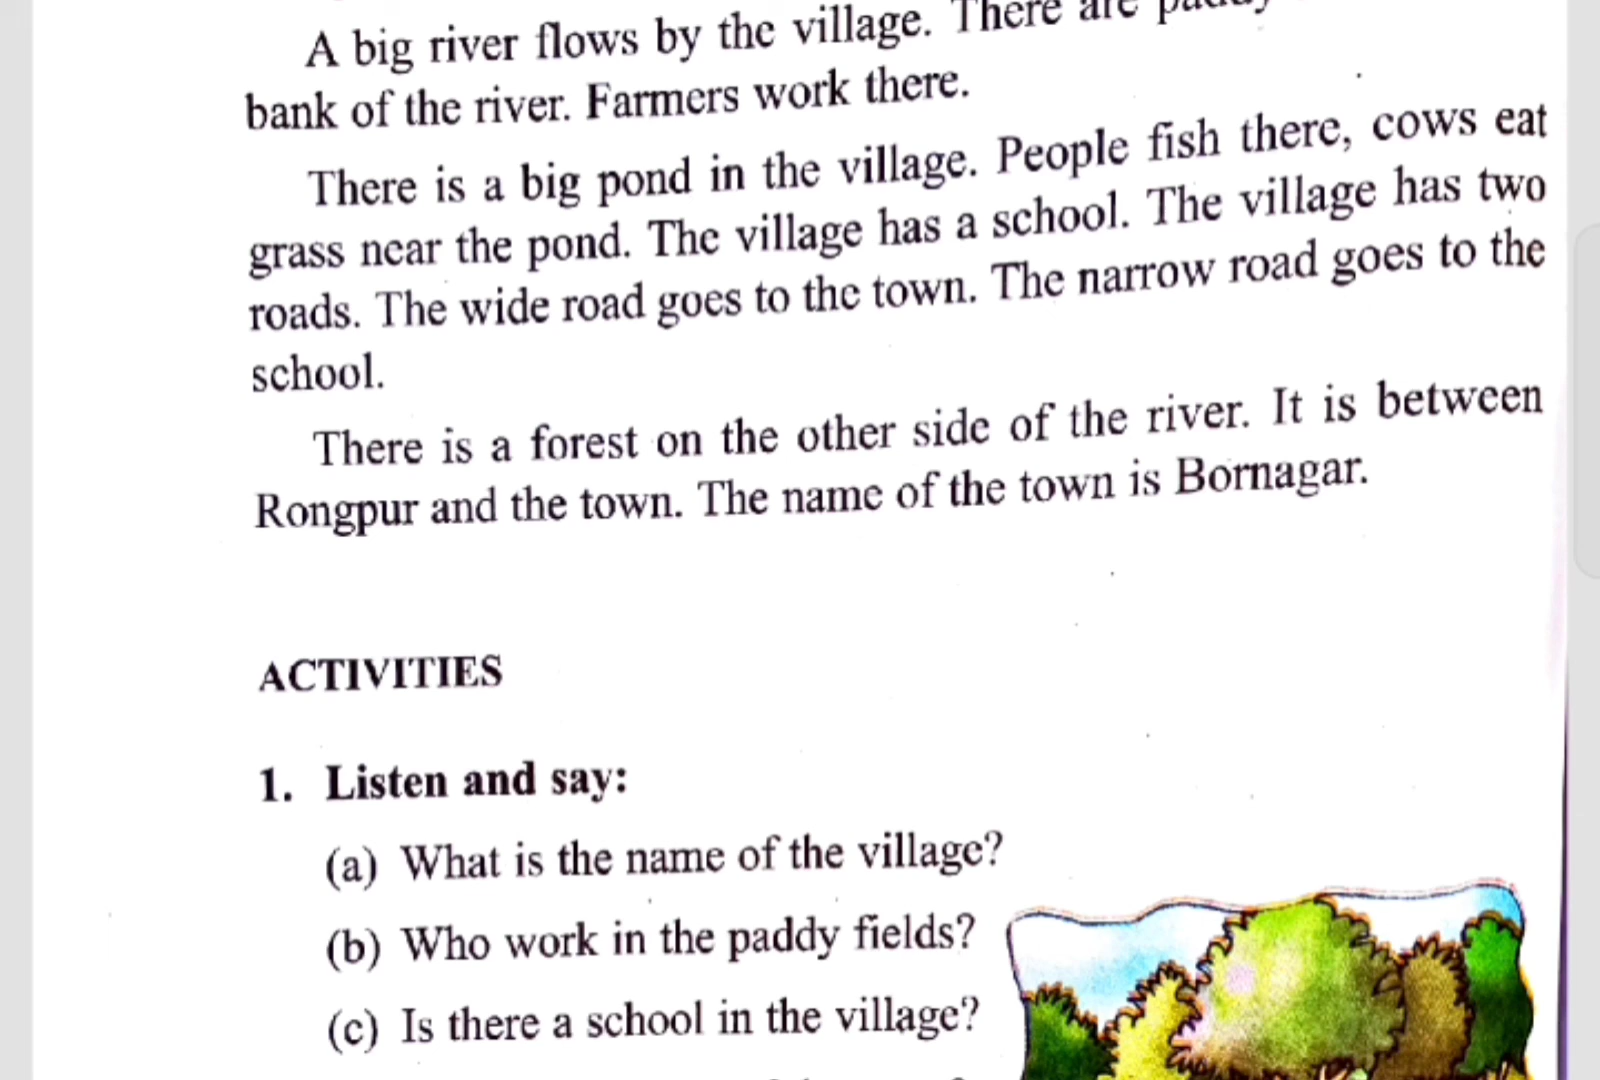 A big river flows by the village. There are
bank of the river. Farmers work there.
There is a big pond in the village. People fish there, cows eat
grass near the pond. The village has a school. The village has two
roads. The wide road goes to the town. The narrow road goes to the
school.
There is a forest on the other side of the river. It is between
Rongpur and the town. The name of the town is Bornagar.
ACTIVITIES
1. Listen and say:
(a) What is the name of the village?
(b) Who work in the paddy fields?
(c) Is there a school in the village?